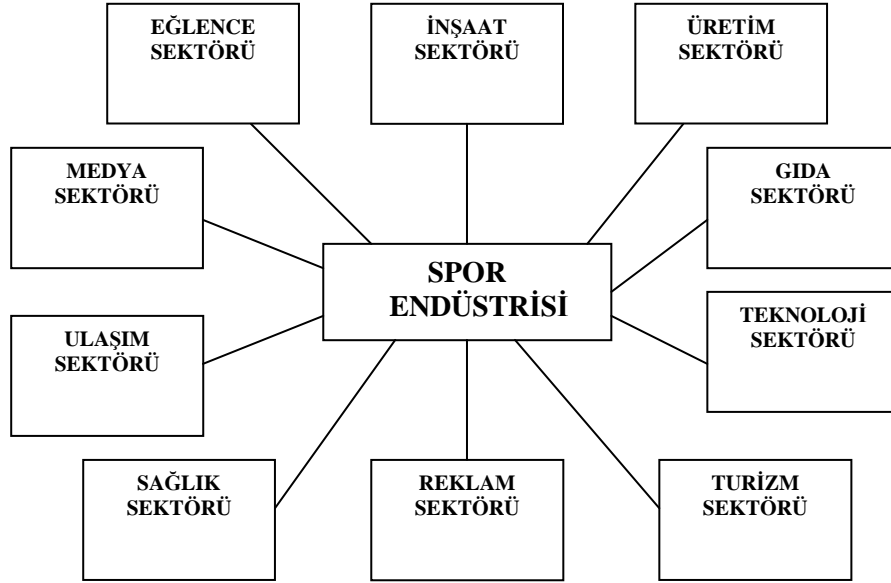 EĞLENCE
SEKTÖRÜ
İNŞAAT
SEKTÖRÜ
ÜRETİM
SEKTÖRÜ
MEDYA
SEKTÖRÜ
GIDA
SEKTÖRÜ
SPOR
ENDÜSTRİSİ
ULAŞIM
SEKTÖRÜ
TEKNOLOJİ
SEKTÖRÜ
SAĞLIK
SEKTÖRÜ
REKLAM
SEKTÖRÜ
TURİZM
SEKTÖRÜ